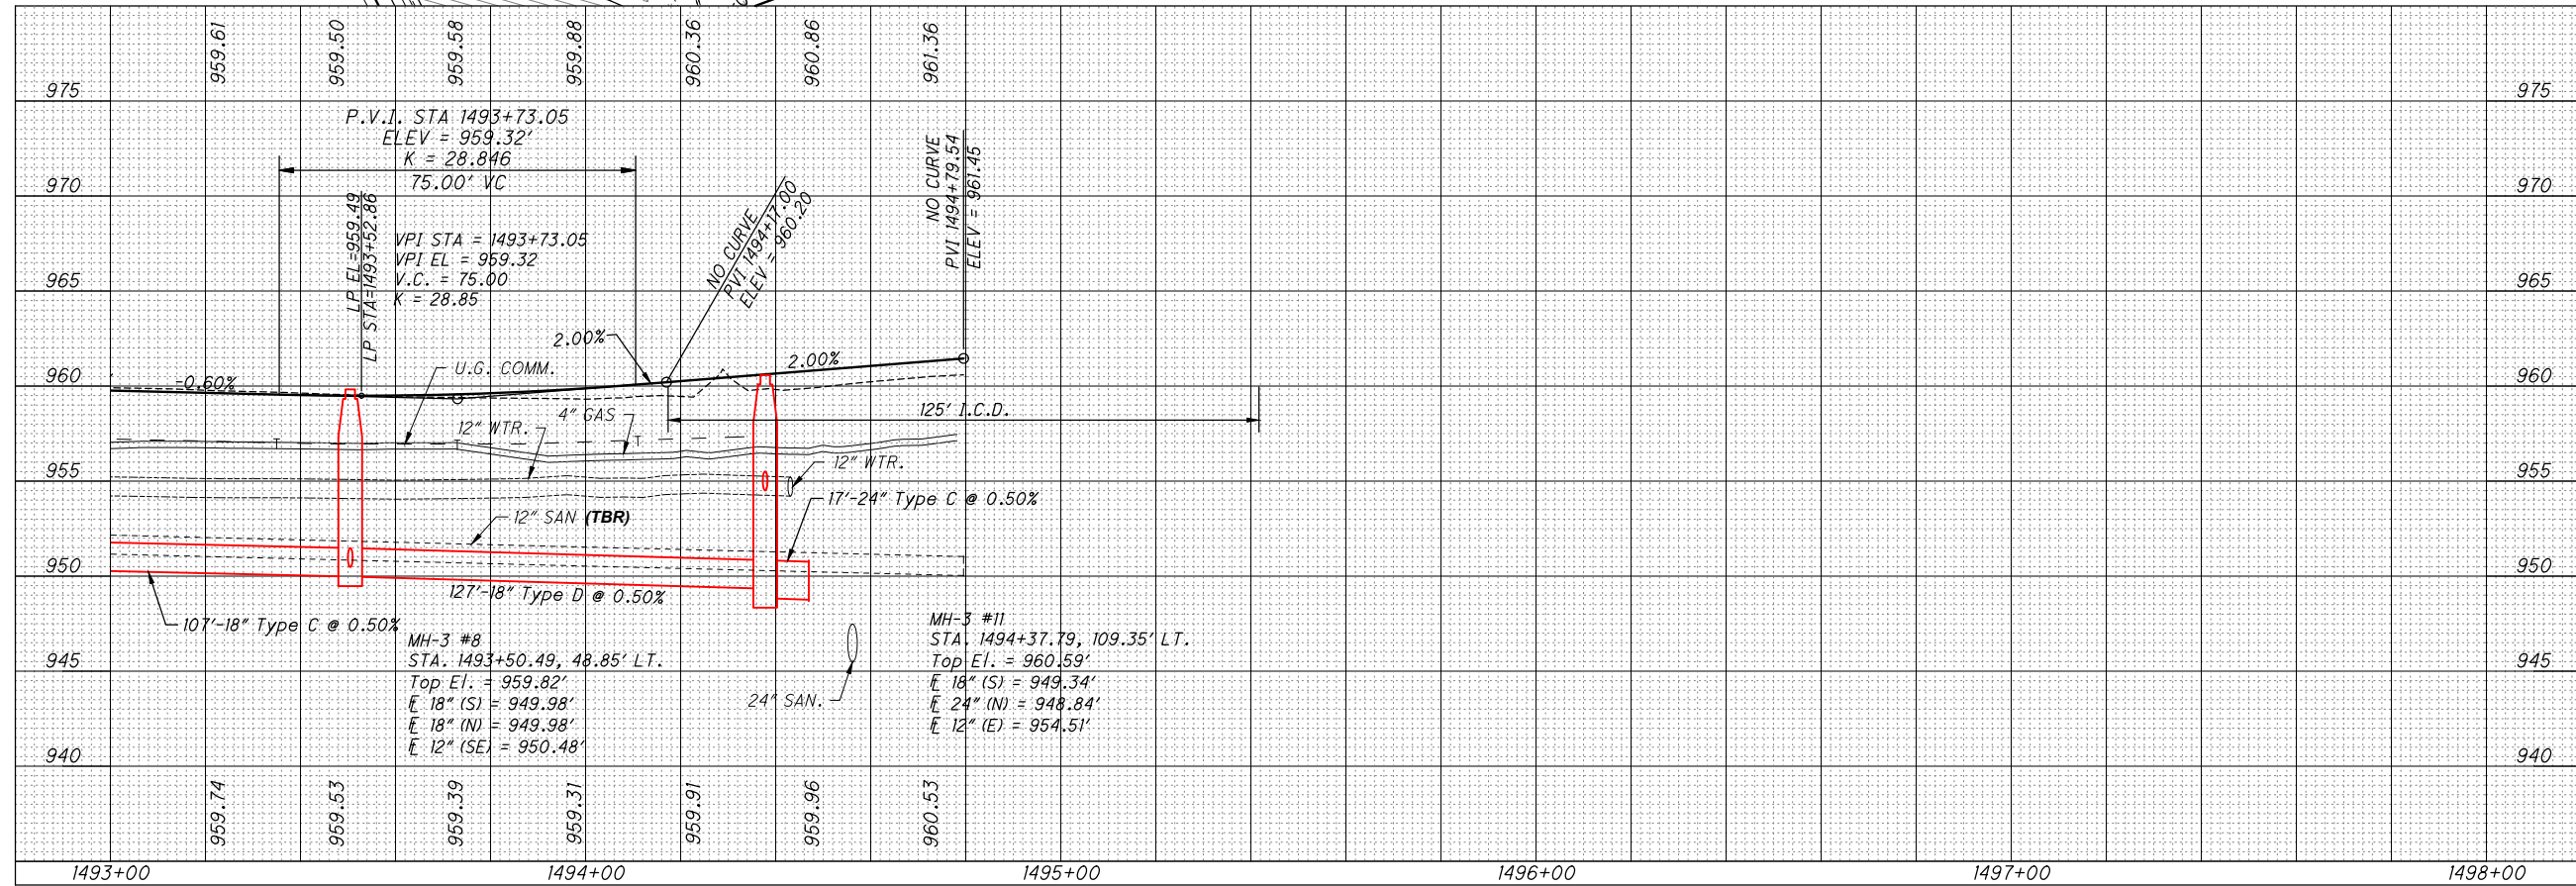 959.61
959.50
959.58
959.88
960.36
960.86
961.36
975
975
P.V.I. STA 1493+73.05
ELEV = 959.32'
K = 28.846
75.00' VC
970
970
LP EL=959.49
LP STA=1493+52.86
VPI STA = 1493+73.05
VPI EL = 959.32
V.C. = 75.00
K = 28.85
NO CURVE
PVI 1494+17.00
ELEV = 960.20
NO CURVE
PVI 1494+79.54
ELEV = 961.45
965
965
2.00%
2.00%
960
-0.60%
U.G. COMM.
960
125' I.C.D.
4" GAS
12" WTR.
T
T
T
12" WTR.
955
955
17'-24" Type C @ 0.50%
12" SAN (TBR)
950
950
127'-18" Type D @ 0.50%
107'-18" Type C @ 0.50%
MH-3 #8
STA. 1493+50.49, 48.85' LT.
Top El. = 959.82'
FL 18" (S) = 949.98'
FL 18" (N) = 949.98'
FL 12" (SE) = 950.48'
24" SAN.
MH-3 #11
STA. 1494+37.79, 109.35' LT.
Top El. = 960.59'
FL 18" (S) = 949.34'
FL 24" (N) = 948.84'
FL 12" (E) = 954.51'
945
945
940
940
959.74
959.53
959.39
959.31
959.91
959.96
960.53
1493+00
1494+00
1495+00
1496+00
1497+00
1498+00